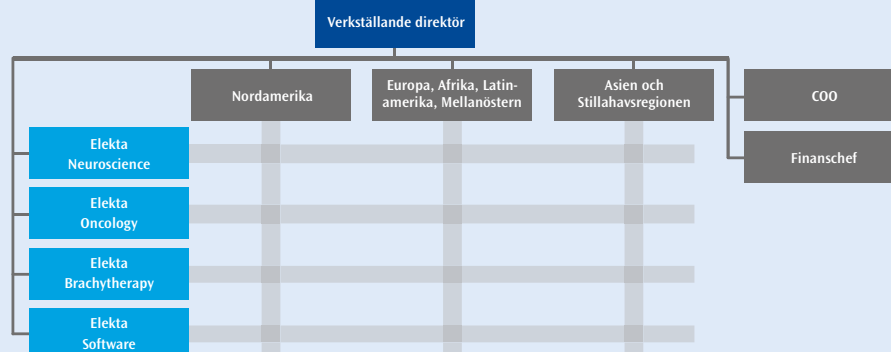 Verkställande direktör
Nordamerika
Europa, Afrika, Latin-
amerika, Mellanöstern
Asien och
Stillahavsregionen
COO
Finanschef
Elekta
Neuroscience
Elekta
Oncology
Elekta
Brachytherapy
Elekta
Software